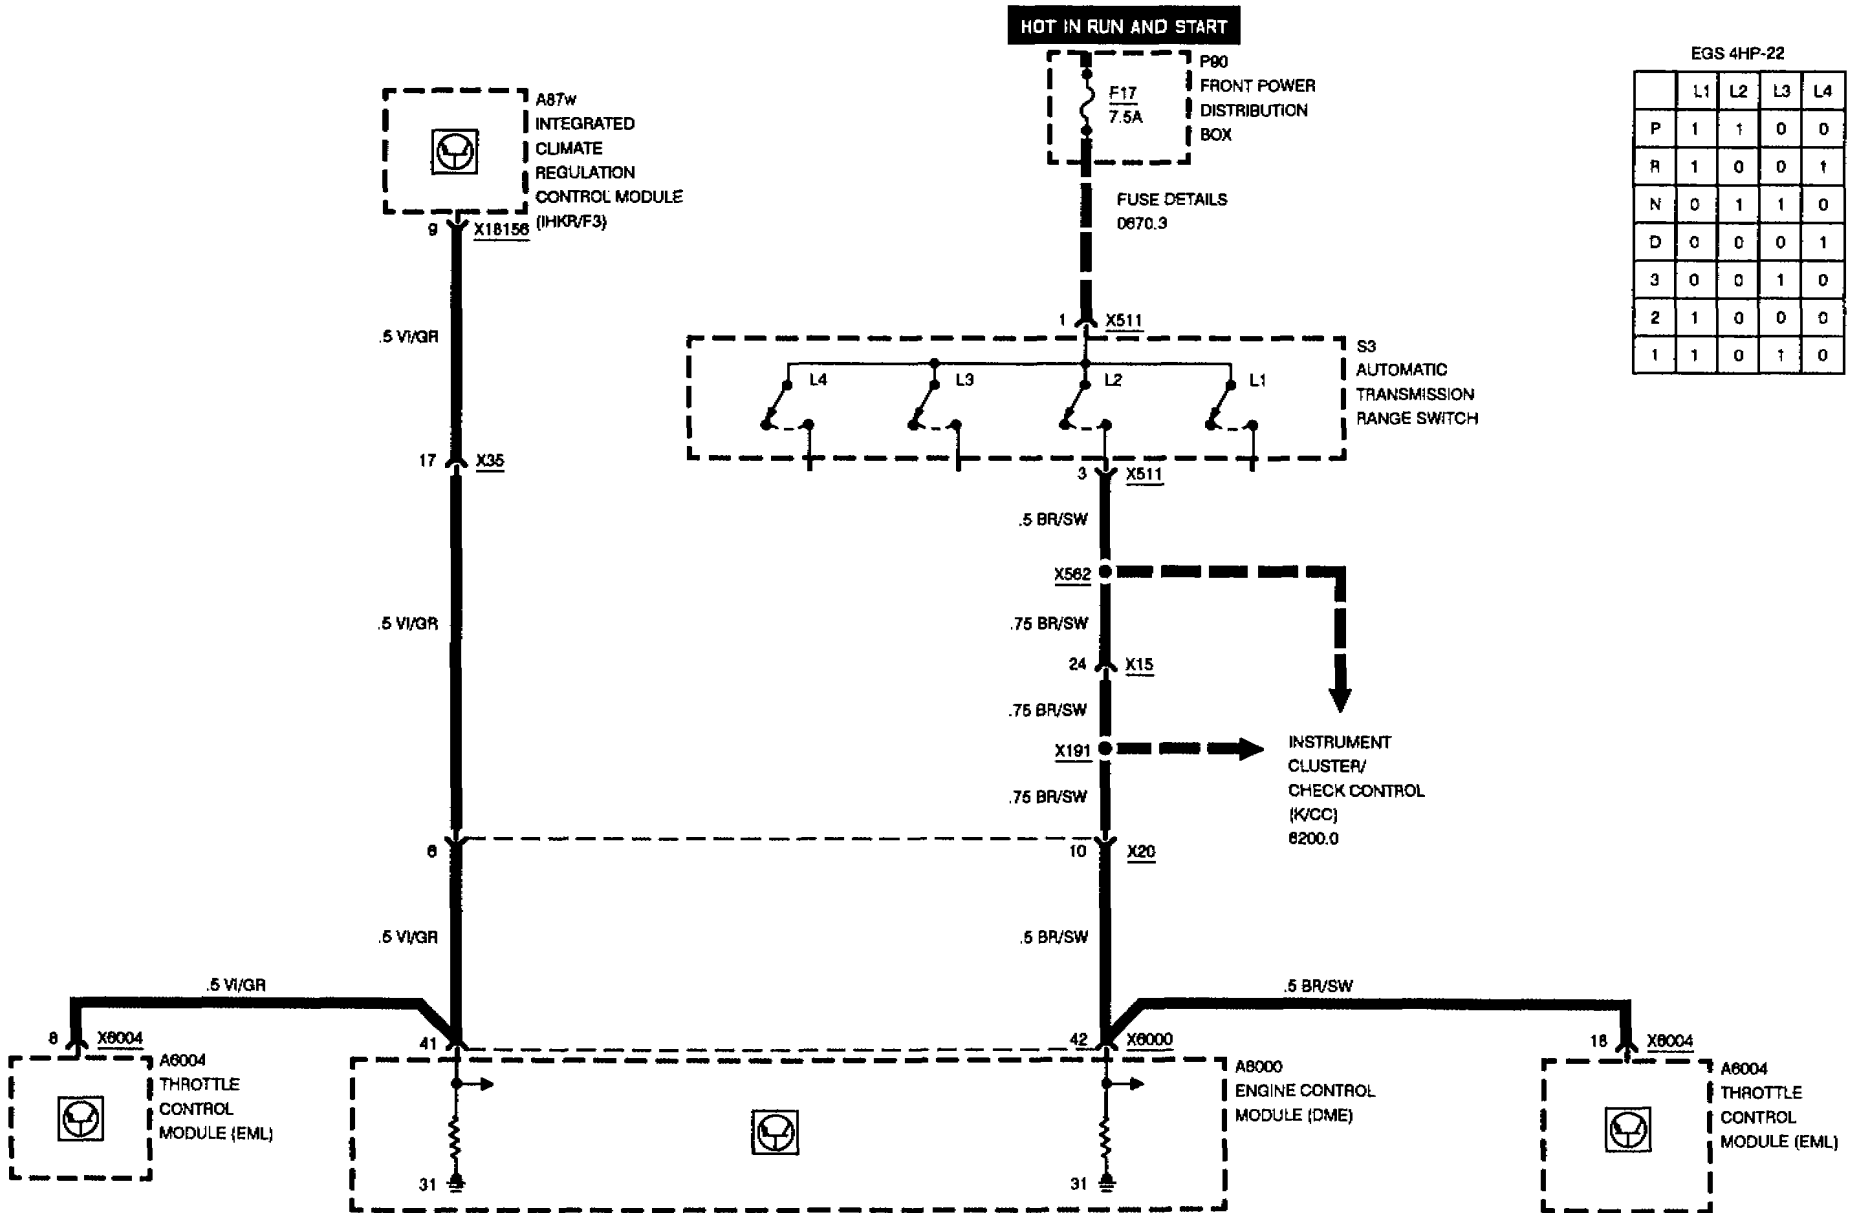 HOT IN RUN AND START
P90
FRONT POWER
DISTRIBUTION
BOX
F17
7.5A
FUSE DETAILS
0670.3
EGS 4HP-22
L1 L2 L3 L4
P 1 1 0 0
R 1 0 0 1
N 0 1 1 0
D 0 0 0 1
3 0 0 1 0
2 1 0 0 0
1 1 0 1 0
A87w
INTEGRATED
CLIMATE
REGULATION
CONTROL MODULE
(IHKR/F3)
9 X18156
.5 VI/GR
17 X35
.5 VI/GR
1 X511
S3
AUTOMATIC
TRANSMISSION
RANGE SWITCH
L4 L3 L2 L1
3 X511
.5 BR/SW
X562
.75 BR/SW
24 X15
.75 BR/SW
X191
INSTRUMENT
CLUSTER/
CHECK CONTROL
(K/CC)
6200.0
.75 BR/SW
6 10 X20
.5 VI/GR .5 BR/SW
.5 VI/GR .5 BR/SW
8 X6004
41 42 X6000
18 X6004
A6004
THROTTLE
CONTROL
MODULE (EML)
A6000
ENGINE CONTROL
MODULE (DME)
A6004
THROTTLE
CONTROL
MODULE (EML)
31 31